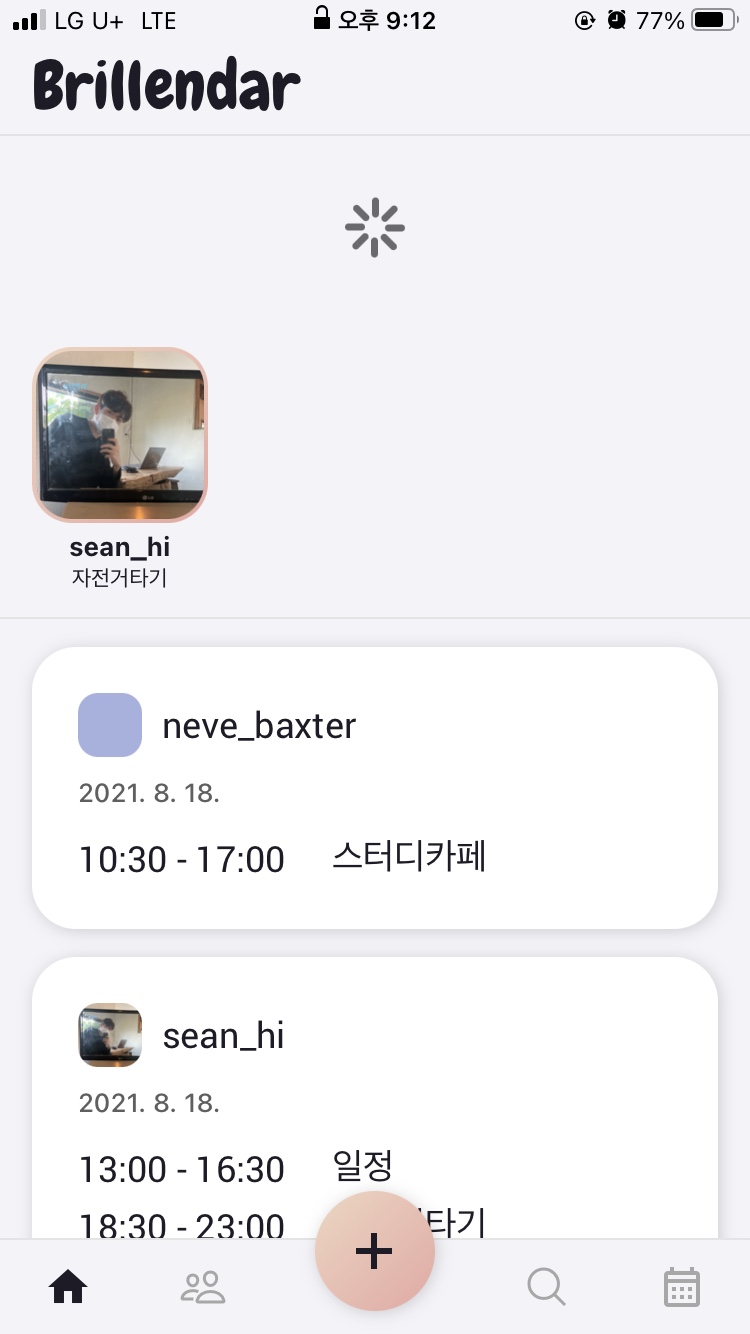 LG U+ LTE 오후 9:12 77%
Brillendar
sean_hi
자전거타기
neve_baxter
2021. 8. 18.
10:30 - 17:00 스터디카페
sean_hi
2021. 8. 18.
13:00 - 16:30 일정
18:30 - 23:00 타기